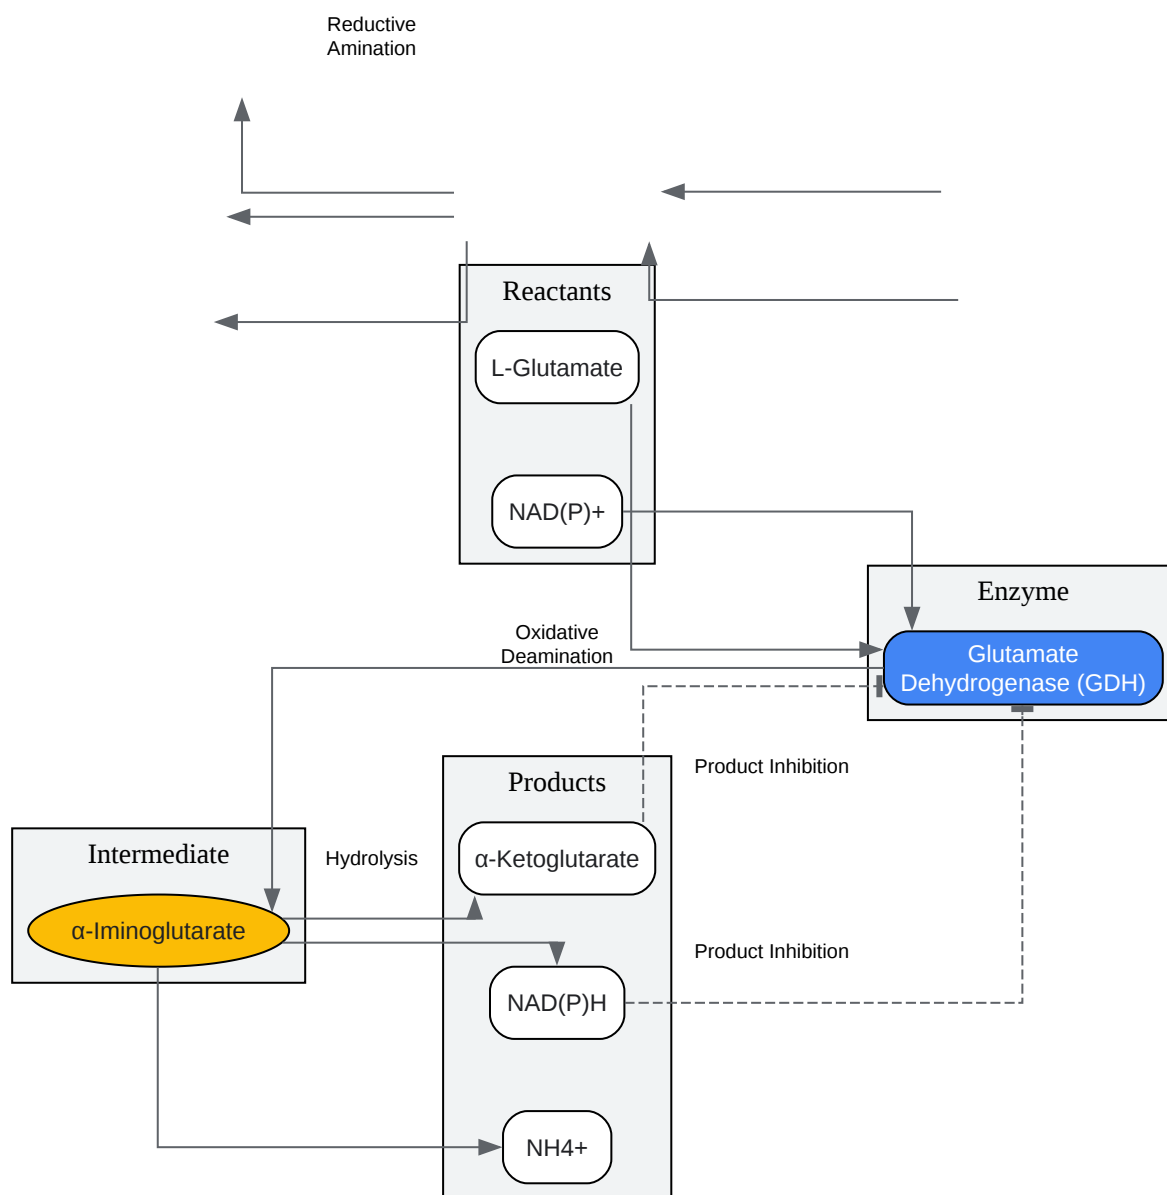 Reductive
Amination
Reactants
L-Glutamate
NAD(P)+
Enzyme
Glutamate
Dehydrogenase (GDH)
Oxidative
Deamination
Product Inhibition
Products
α-Ketoglutarate
Intermediate
Hydrolysis
α-Iminoglutarate
Product Inhibition
NAD(P)H
NH4+